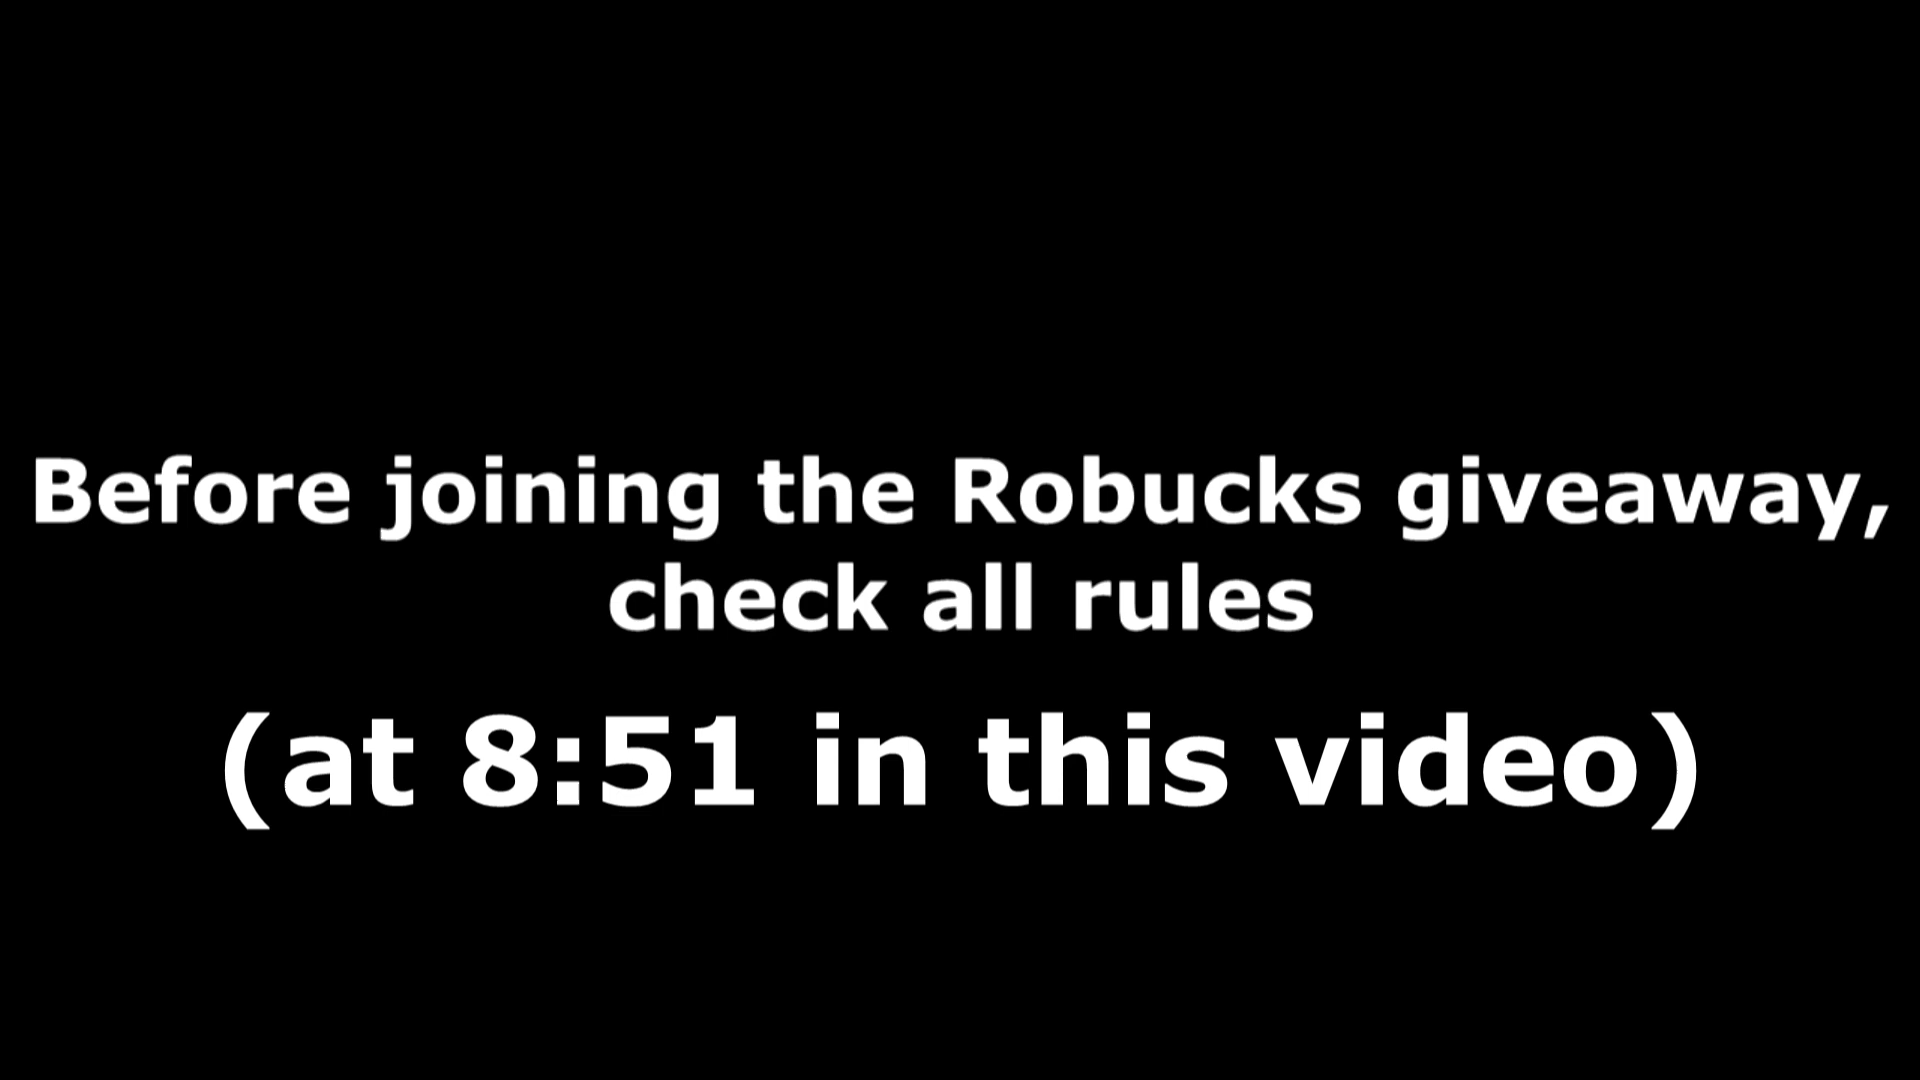 Before joining the Robucks giveaway,
check all rules
(at 8:51 in this video)